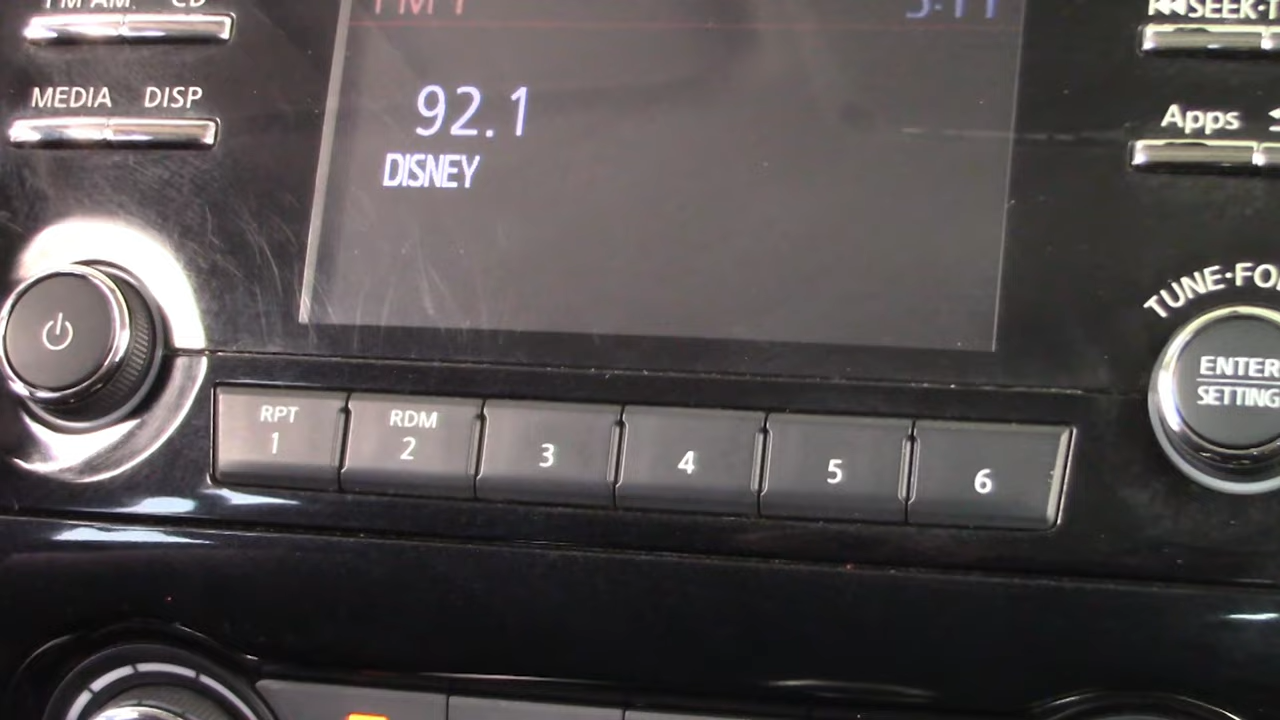 FM·AM CD
FM1
MEDIA DISP
92.1
DISNEY
SEEK
Apps
TUNE·FO
ENTER
SETTING
RPT
1
RDM
2
3
4
5
6